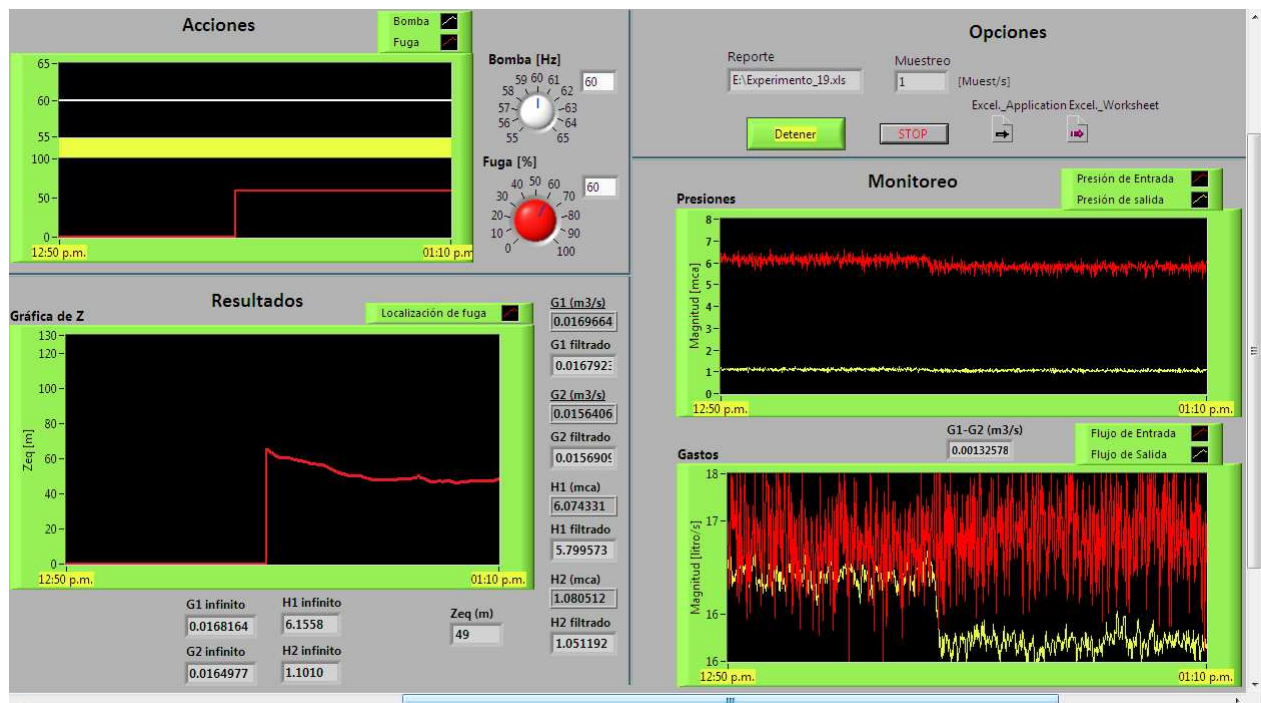 Acciones
Bomba
Fuga
65
60
55
100
50
0
12:50 p.m.
01:10 p.m
Bomba [Hz]
55 56 57 58 59 60 61 62 63 64 65
60
Fuga [%]
0 10 20 30 40 50 60 70 80 90 100
60
Opciones
Reporte
E:\Experimento_19.xls
Muestreo
1
[Muest/s]
Excel._Application
Excel._Worksheet
Detener
STOP
Resultados
Gráfica de Z
Localización de fuga
Zeq [m]
130
120
100
80
60
40
20
0
12:50 p.m.
01:10 p.m.
G1 (m3/s)
0.0169664
G1 filtrado
G2 (m3/s)
0.0156406
G2 filtrado
H1 (mca)
6.074331
H1 filtrado
5.799573
H2 (mca)
1.080512
H2 filtrado
1.051192
G1 infinito
0.0168164
H1 infinito
6.1558
G2 infinito
0.0164977
H2 infinito
1.1010
Zeq (m)
49
Monitoreo
Presiones
Presión de Entrada
Presión de salida
Magnitud [mca]
8
7
6
5
4
3
2
1
0
12:50 p.m.
01:10 p.m.
G1-G2 (m3/s)
0.00132578
Gastos
Flujo de Entrada
Flujo de Salida
Magnitud [litro/s]
18
17
16
16
12:50 p.m.
01:10 p.m.